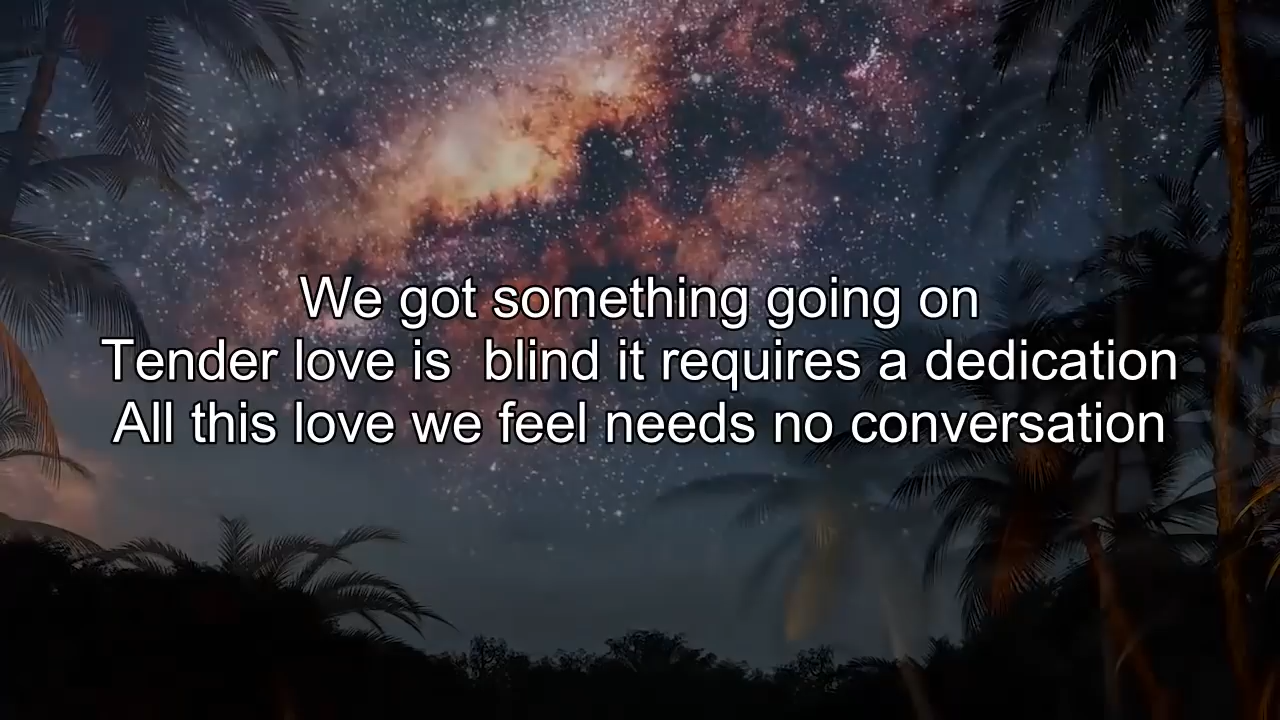 We got something going on
Tender love is  blind it requires a dedication
All this love we feel needs no conversation